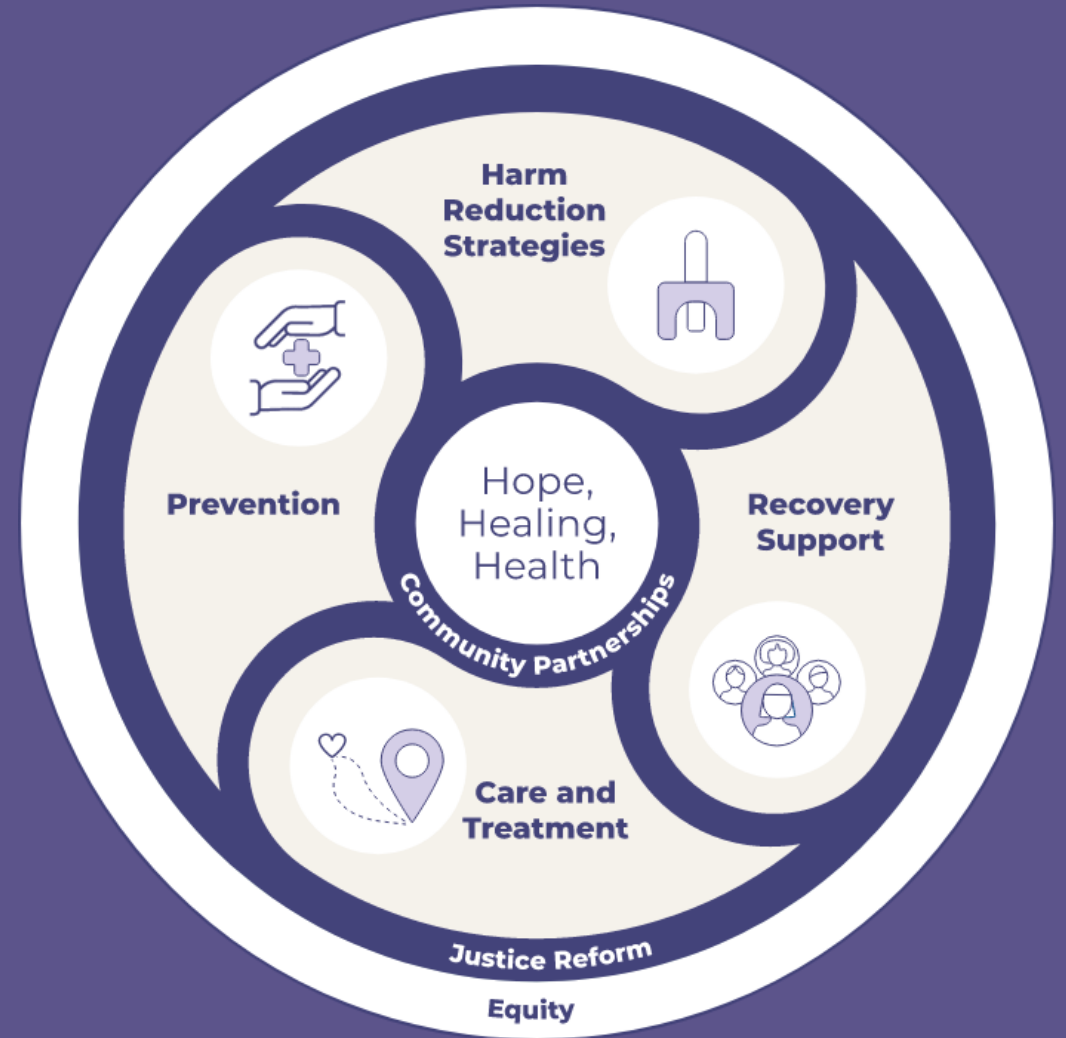 Harm
Reduction
Strategies
Prevention
Hope,
Healing,
Health
Recovery
Support
Community Partnerships
Care and
Treatment
Justice Reform
Equity